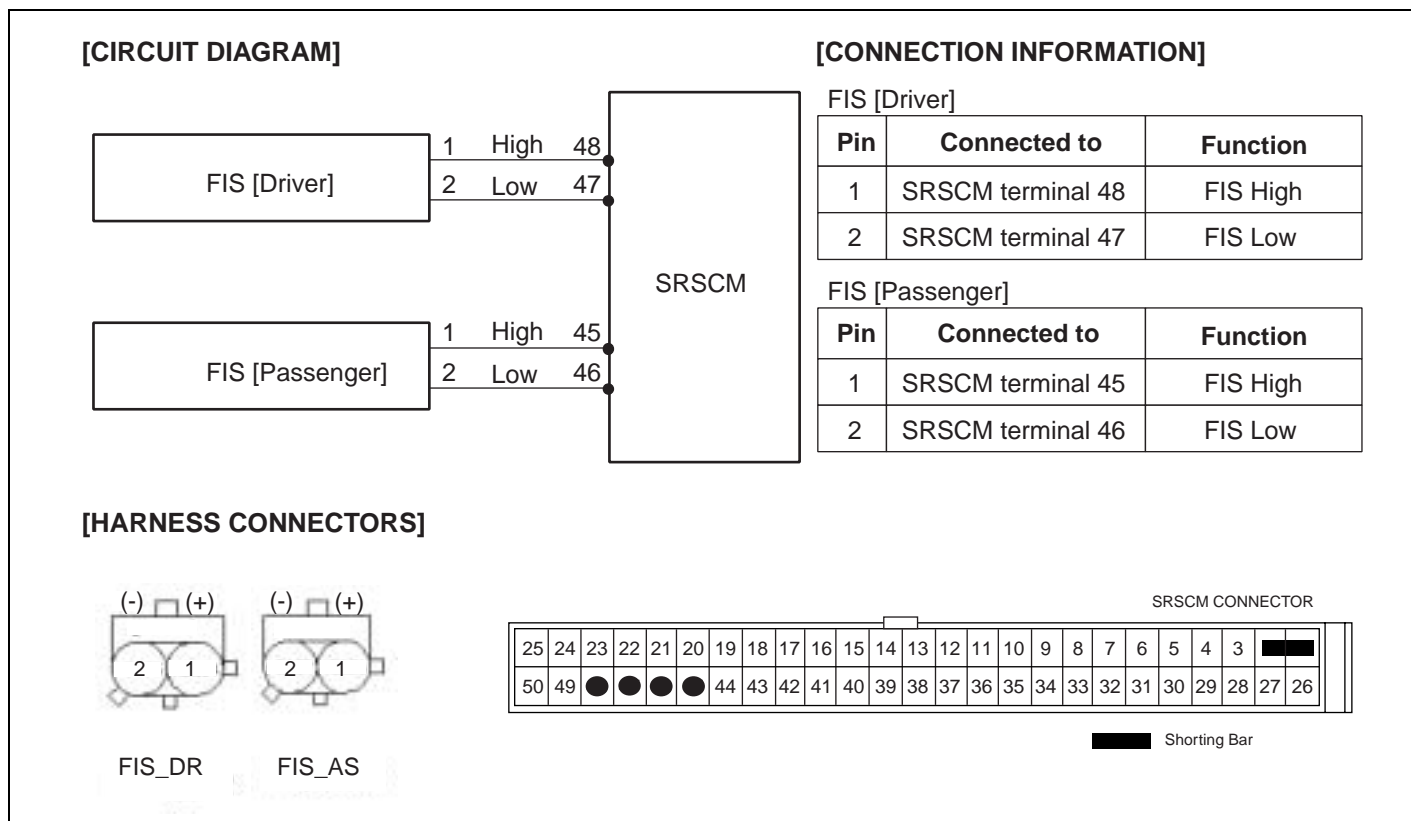 [CIRCUIT DIAGRAM]
[CONNECTION INFORMATION]
FIS [Driver]
1 High 48
2 Low 47
FIS [Passenger]
1 High 45
2 Low 46
SRSCM
FIS [Driver]
Pin Connected to Function
1 SRSCM terminal 48 FIS High
2 SRSCM terminal 47 FIS Low
FIS [Passenger]
Pin Connected to Function
1 SRSCM terminal 45 FIS High
2 SRSCM terminal 46 FIS Low
[HARNESS CONNECTORS]
(-) (+)
2 1
FIS_DR
(-) (+)
2 1
FIS_AS
SRSCM CONNECTOR
25 24 23 22 21 20 19 18 17 16 15 14 13 12 11 10 9 8 7 6 5 4 3
50 49 44 43 42 41 40 39 38 37 36 35 34 33 32 31 30 29 28 27 26
Shorting Bar